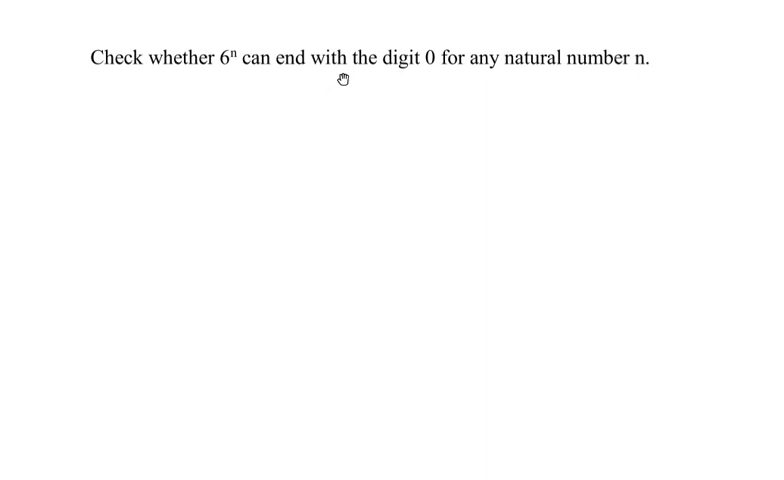 Check whether 6ⁿ can end with the digit 0 for any natural number n.